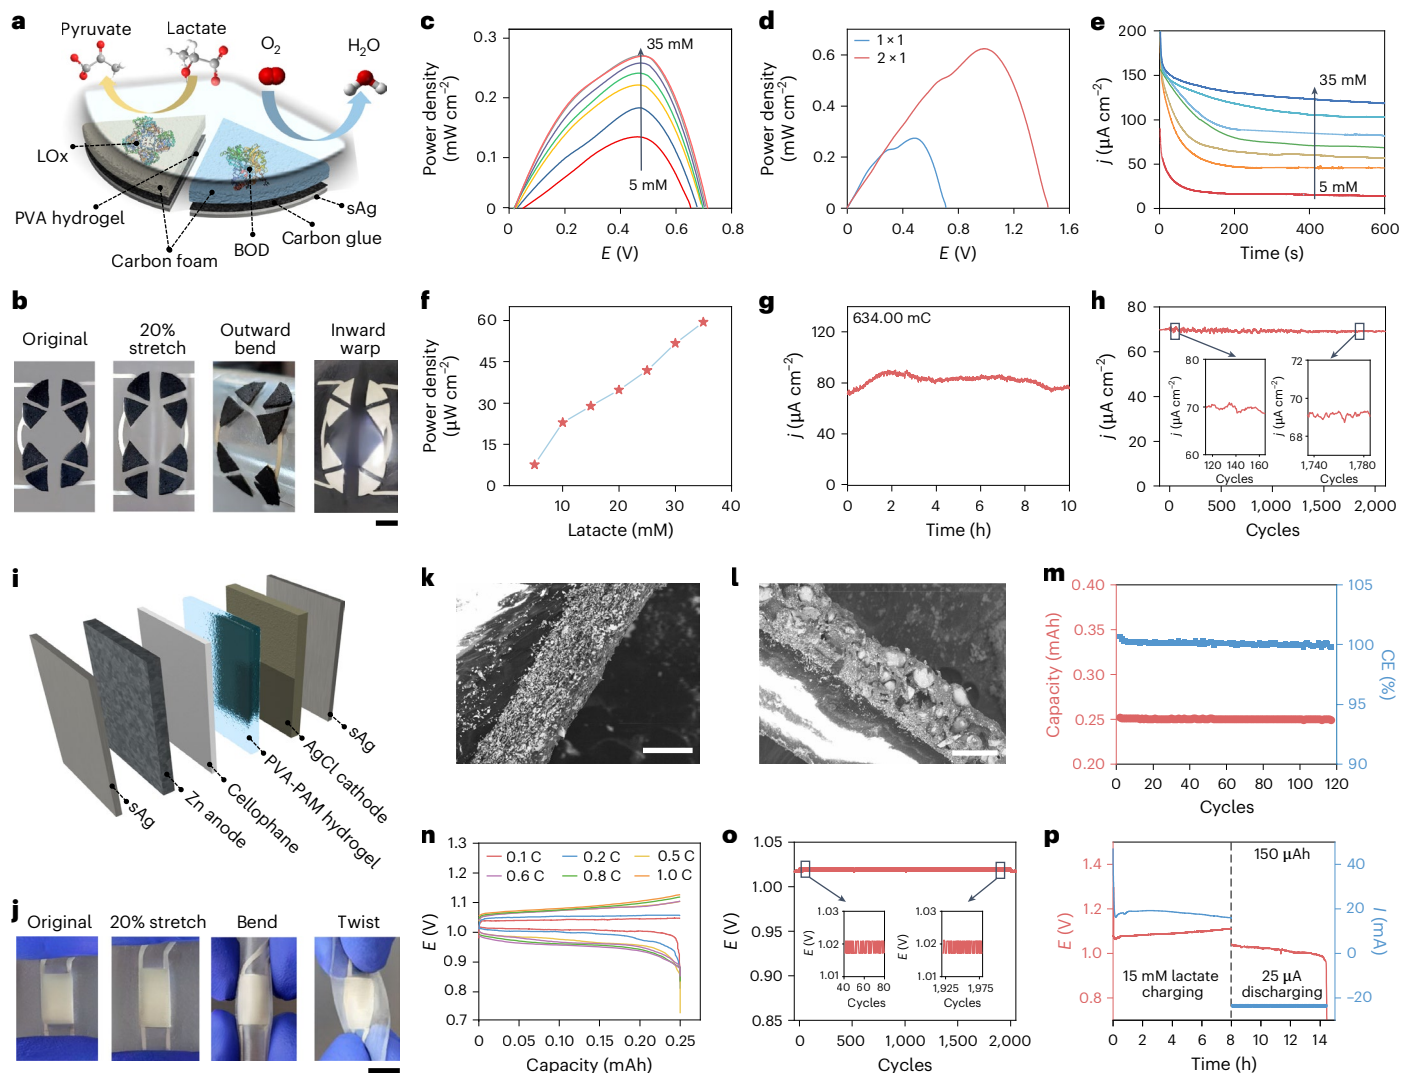 a
Pyruvate
Lactate
O2
H2O
LOx
PVA hydrogel
Carbon foam
BOD
Carbon glue
sAg
b
Original
20% stretch
Outward bend
Inward warp
c
Power density (mW cm−2)
0.3
0.2
0.1
0
35 mM
5 mM
0 0.2 0.4 0.6 0.8
E (V)
d
Power density (mW cm−2)
0.6
0.4
0.2
0
1 × 1
2 × 1
0 0.4 0.8 1.2 1.6
E (V)
e
j (μA cm−2)
200
150
100
50
0
35 mM
5 mM
0 200 400 600
Time (s)
f
Power density (μW cm−2)
60
45
30
15
0
0 10 20 30 40
Latacte (mM)
g
j (μA cm−2)
634.00 mC
120
80
40
0
0 2 4 6 8 10
Time (h)
h
j (μA cm−2)
80
60
40
20
0
j (μA cm−2)
80
70
60
120 140 160
Cycles
j (μA cm−2)
72
70
68
1,740 1,780
Cycles
0 500 1,000 1,500 2,000
Cycles
i
sAg
Zn anode
Cellophane
PVA-PAM hydrogel
AgCl cathode
sAg
j
Original
20% stretch
Bend
Twist
k
l
m
Capacity (mAh)
0.40
0.35
0.30
0.25
0.20
105
100
95
90
CE (%)
0 20 40 60 80 100 120
Cycles
n
E (V)
1.3
1.2
1.1
1.0
0.9
0.8
0.7
0.1 C 0.2 C 0.5 C
0.6 C 0.8 C 1.0 C
0 0.05 0.10 0.15 0.20 0.25
Capacity (mAh)
o
E (V)
1.05
1.00
0.95
0.90
0.85
E (V)
1.03
1.02
1.01
40 60 80
Cycles
E (V)
1.03
1.02
1.01
1,925 1,975
Cycles
0 500 1,000 1,500 2,000
Cycles
p
E (V)
1.4
1.2
1.0
0.8
150 μAh
15 mM lactate charging
25 μA discharging
40
20
0
−20
I (mA)
0 2 4 6 8 10 12 14
Time (h)